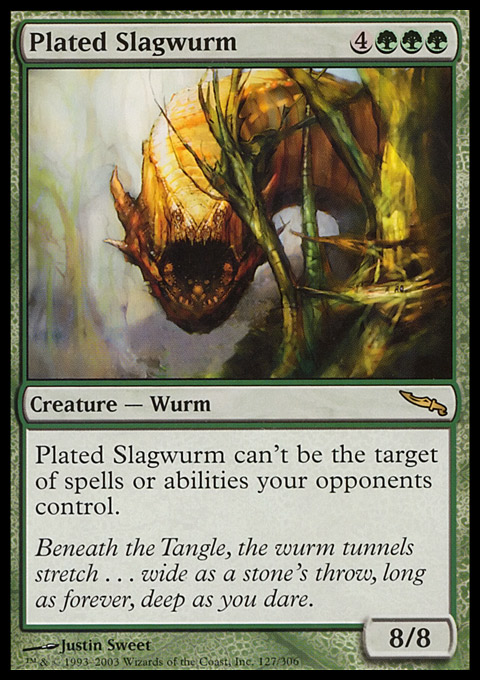 Plated Slagwurm 4
Creature — Wurm
Plated Slagwurm can't be the target
of spells or abilities your opponents
control.
Beneath the Tangle, the wurm tunnels
stretch . . . wide as a stone's throw, long
as forever, deep as you dare.
8/8
Justin Sweet
™ & © 1993–2003 Wizards of the Coast, Inc. 127/306